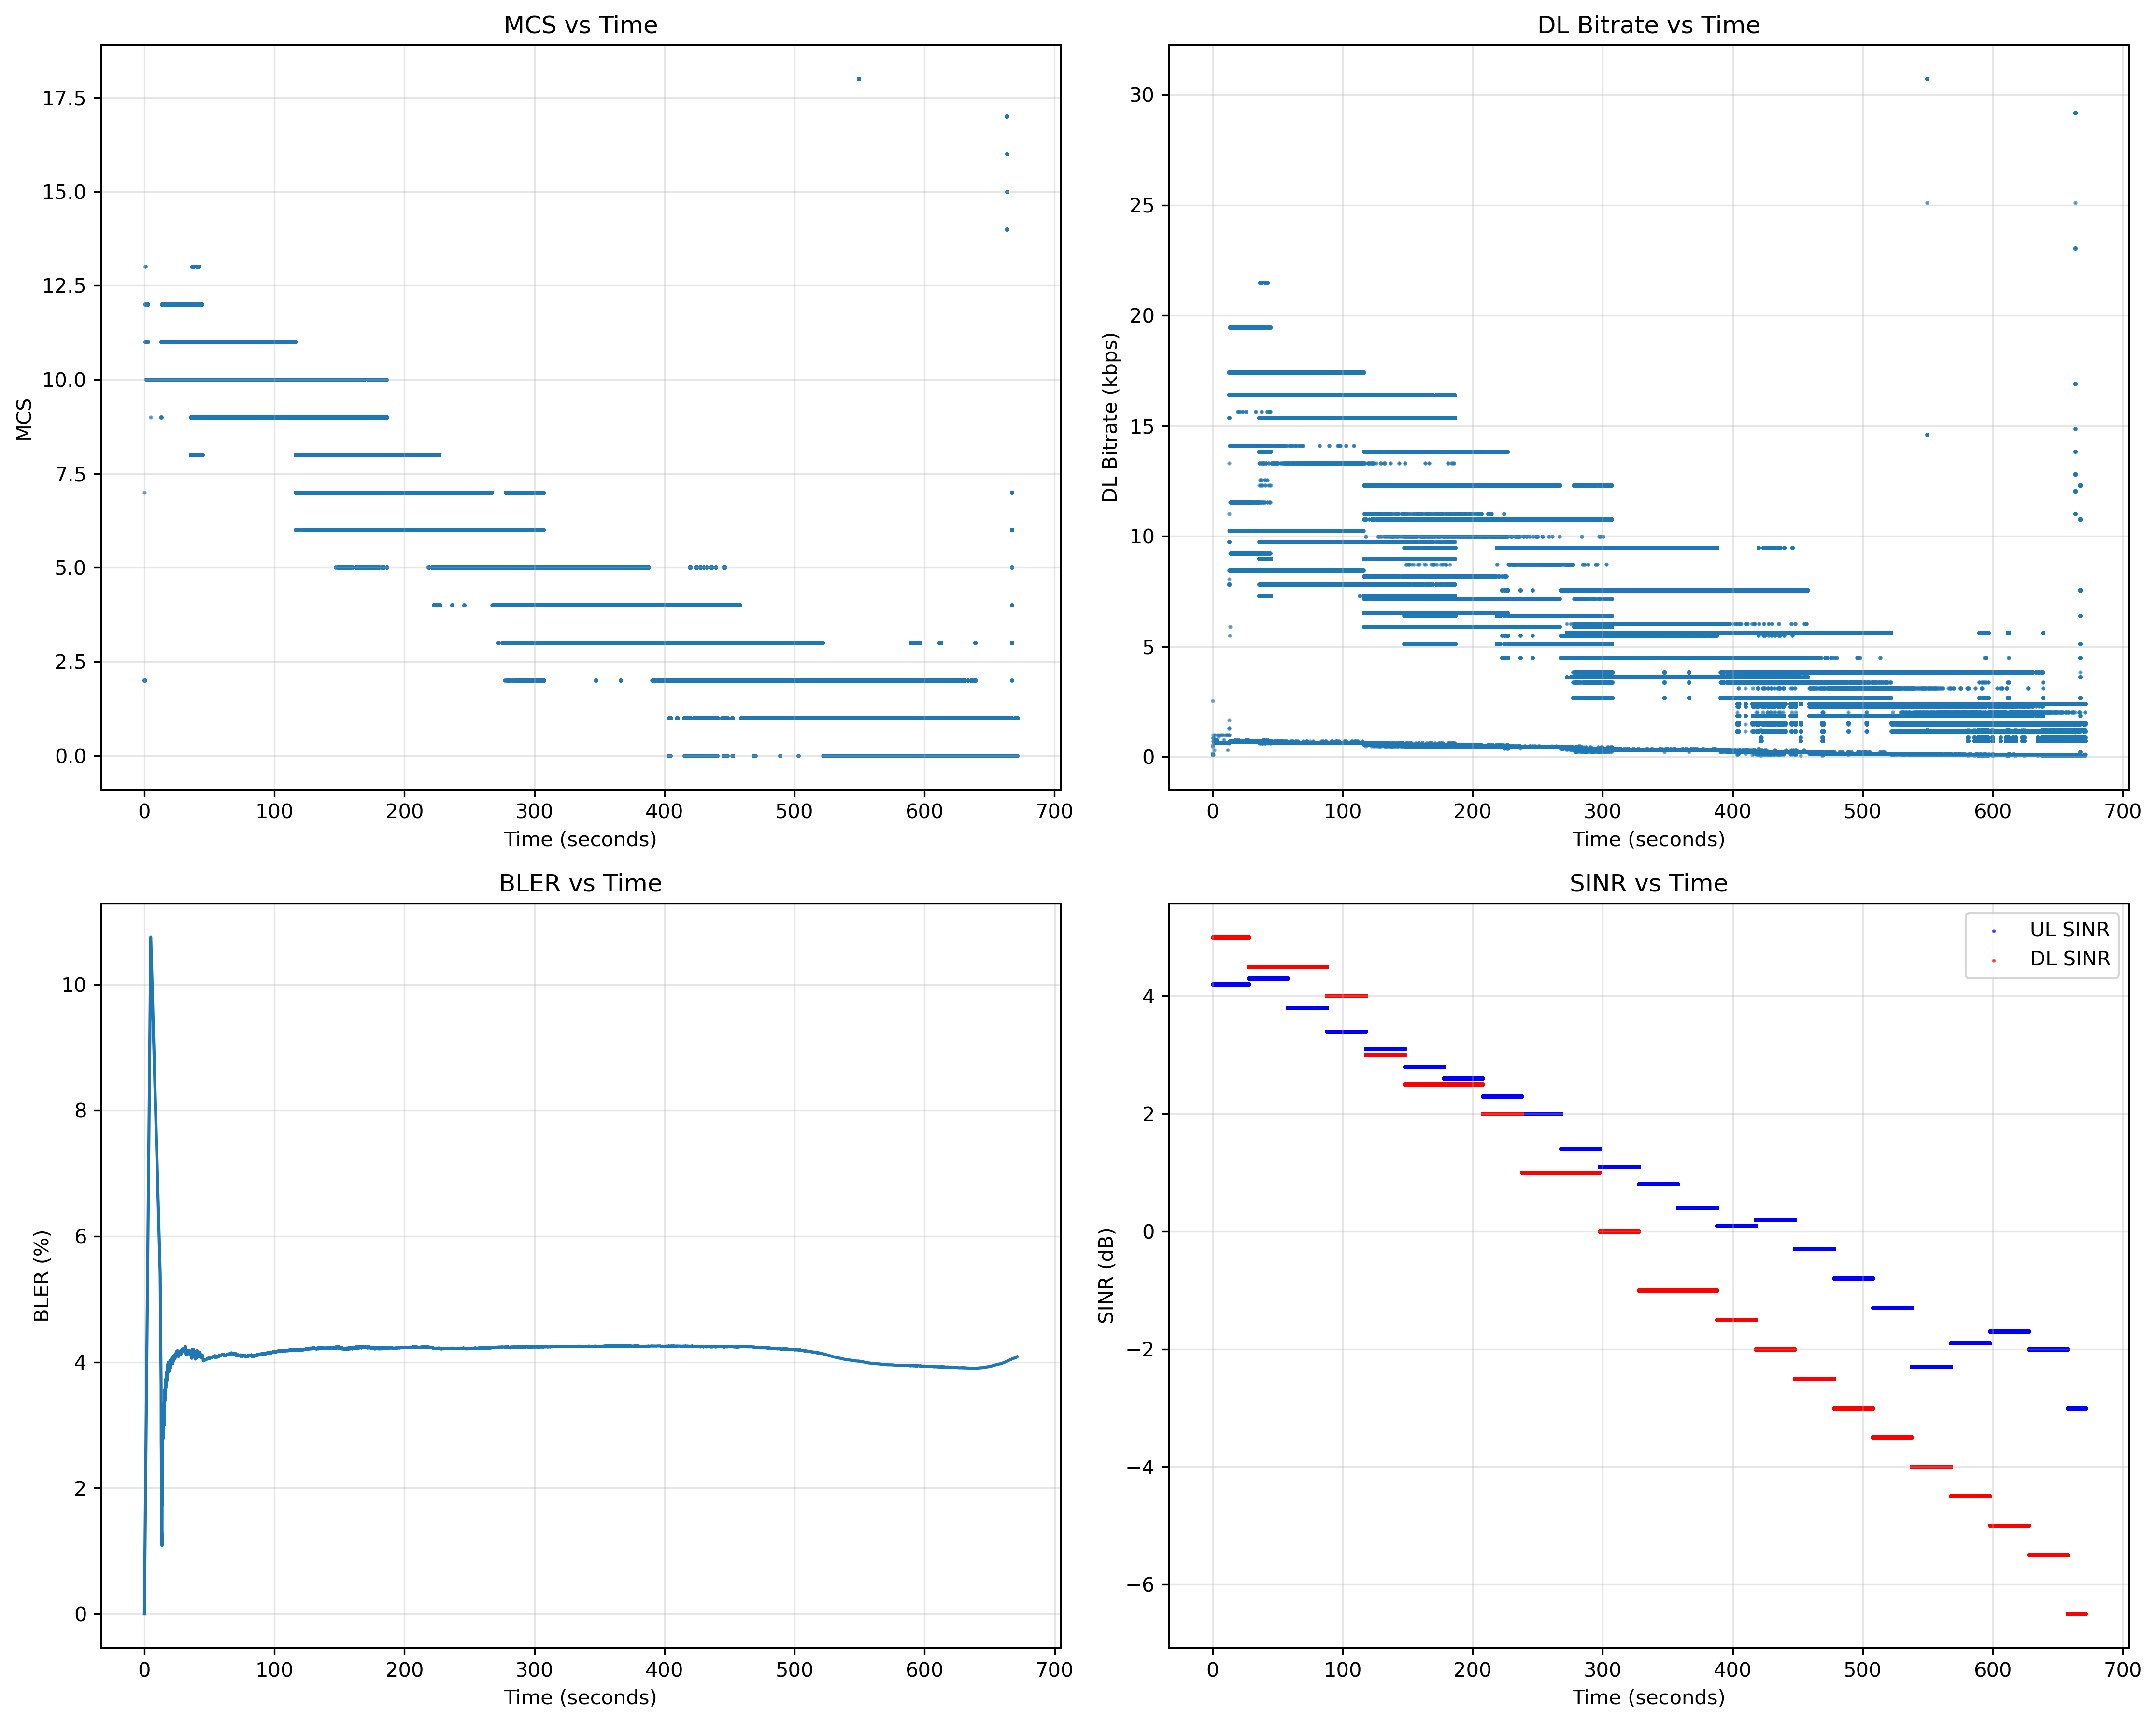 MCS vs Time
17.5
15.0
12.5
10.0
7.5
5.0
2.5
0.0
MCS
0 100 200 300 400 500 600 700
Time (seconds)
DL Bitrate vs Time
30
25
20
15
10
5
0
DL Bitrate (kbps)
0 100 200 300 400 500 600 700
Time (seconds)
BLER vs Time
10
8
6
4
2
0
BLER (%)
0 100 200 300 400 500 600 700
Time (seconds)
SINR vs Time
UL SINR
DL SINR
4
2
0
−2
−4
−6
SINR (dB)
0 100 200 300 400 500 600 700
Time (seconds)